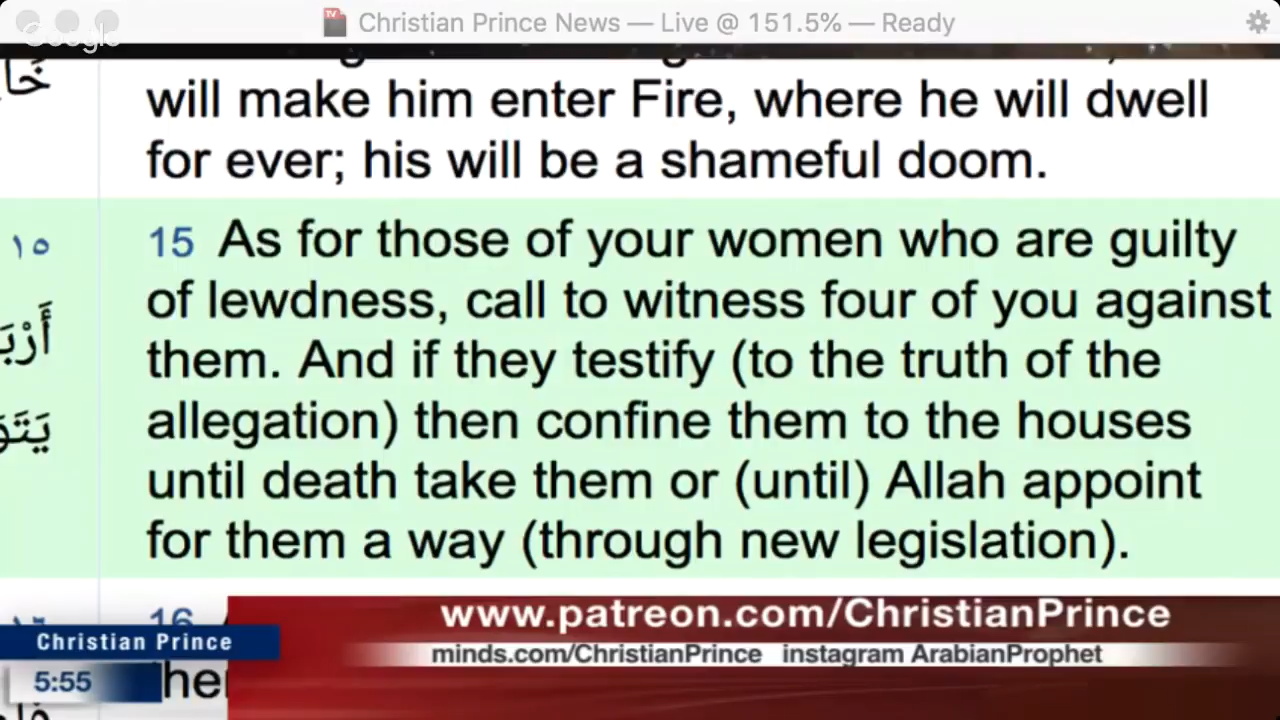 Christian Prince News — Live @ 151.5% — Ready
Google
will make him enter Fire, where he will dwell
for ever; his will be a shameful doom.
١٥
15 As for those of your women who are guilty
of lewdness, call to witness four of you against
them. And if they testify (to the truth of the
allegation) then confine them to the houses
until death take them or (until) Allah appoint
for them a way (through new legislation).
16
www.patreon.com/ChristianPrince
Christian Prince
minds.com/ChristianPrince instagram ArabianProphet
5:55